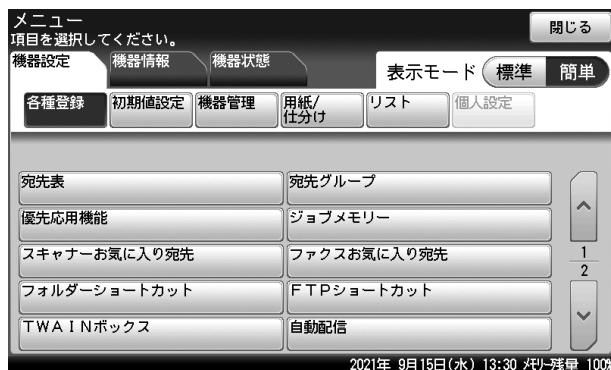 メニュー
項目を選択してください。
閉じる
機器設定
機器情報
機器状態
表示モード
標準
簡単
各種登録
初期値設定
機器管理
用紙/
仕分け
リスト
個人設定
宛先表
宛先グループ
優先応用機能
ジョブメモリー
スキャナーお気に入り宛先
ファクスお気に入り宛先
フォルダーショートカット
FTPショートカット
TWAINボックス
自動配信
1
2
2021年 9月15日(水) 13:30 メモリー残量 100%